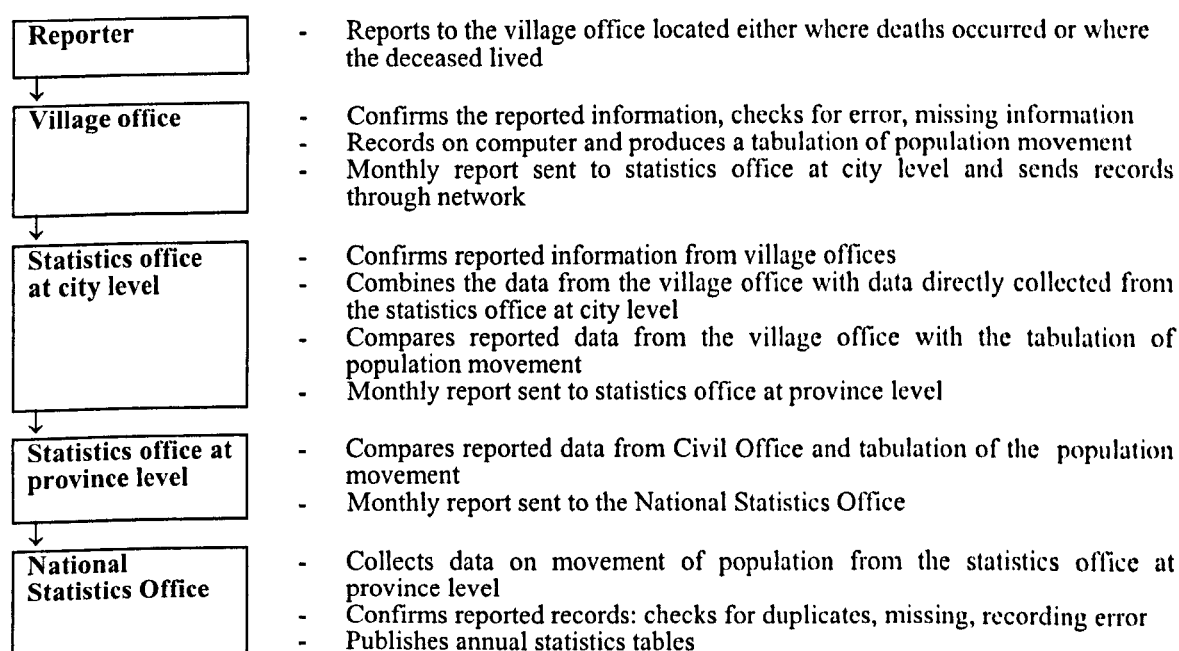 Reporter
- Reports to the village office located either where deaths occurred or where
the deceased lived
↓
Village office
- Confirms the reported information, checks for error, missing information
- Records on computer and produces a tabulation of population movement
- Monthly report sent to statistics office at city level and sends records
through network
↓
Statistics office
at city level
- Confirms reported information from village offices
- Combines the data from the village office with data directly collected from
the statistics office at city level
- Compares reported data from the village office with the tabulation of
population movement
- Monthly report sent to statistics office at province level
↓
Statistics office at
province level
- Compares reported data from Civil Office and tabulation of the population
movement
- Monthly report sent to the National Statistics Office
↓
National
Statistics Office
- Collects data on movement of population from the statistics office at
province level
- Confirms reported records: checks for duplicates, missing, recording error
- Publishes annual statistics tables